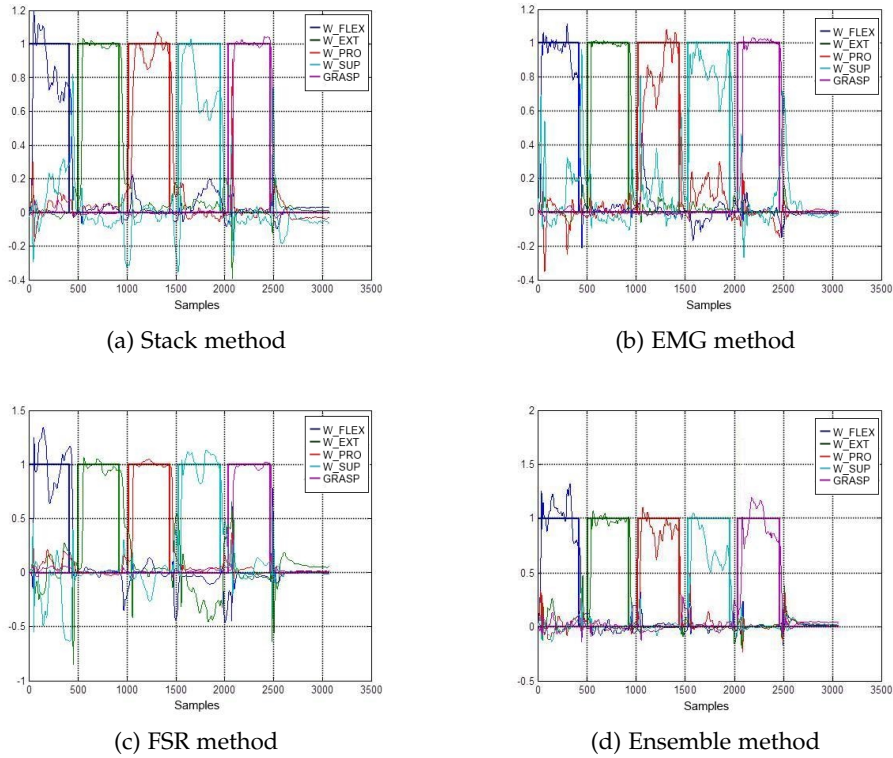 1.2
1
0.8
0.6
0.4
0.2
0
-0.2
-0.4
0 500 1000 1500 2000 2500 3000 3500
Samples
W_FLEX
W_EXT
W_PRO
W_SUP
GRASP
(a) Stack method
1.2
1
0.8
0.6
0.4
0.2
0
-0.2
-0.4
0 500 1000 1500 2000 2500 3000 3500
Samples
W_FLEX
W_EXT
W_PRO
W_SUP
GRASP
(b) EMG method
1.5
1
0.5
0
-0.5
-1
0 500 1000 1500 2000 2500 3000 3500
Samples
W_FLEX
W_EXT
W_PRO
W_SUP
GRASP
(c) FSR method
2
1.5
1
0.5
0
-0.5
0 500 1000 1500 2000 2500 3000 3500
Samples
W_FLEX
W_EXT
W_PRO
W_SUP
GRASP
(d) Ensemble method